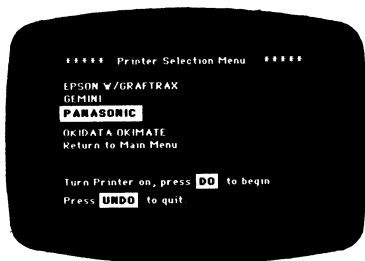 ***** Printer Selection Menu *****
EPSON W/GRAFTRAX
GEMINI
PANASONIC
OKIDATA OKIMATE
Return to Main Menu
Turn Printer on, press DO to begin
Press UNDO to quit.